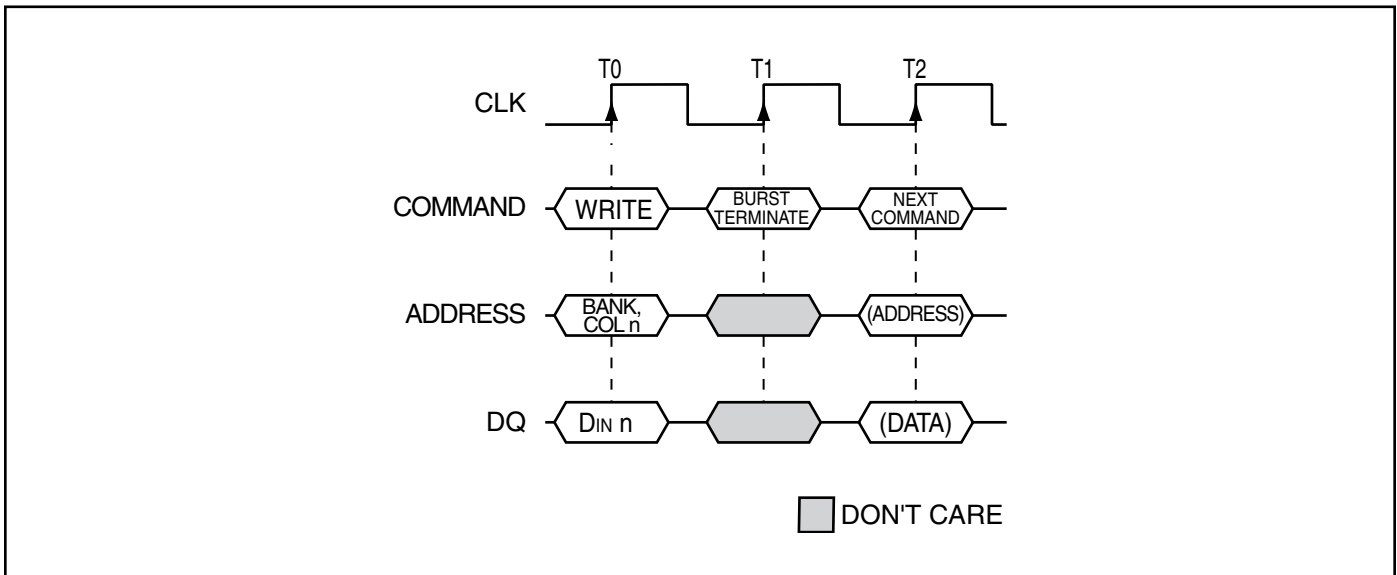 T0 T1 T2
CLK
COMMAND WRITE BURST TERMINATE NEXT COMMAND
ADDRESS BANK, COL n (ADDRESS)
DQ DIN n (DATA)
DON'T CARE